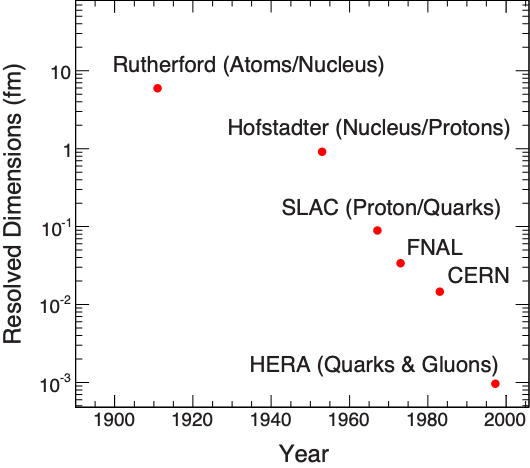 Resolved Dimensions (fm)
10
1
10⁻¹
10⁻²
10⁻³
Rutherford (Atoms/Nucleus)
Hofstadter (Nucleus/Protons)
SLAC (Proton/Quarks)
FNAL
CERN
HERA (Quarks & Gluons)
1900 1920 1940 1960 1980 2000
Year